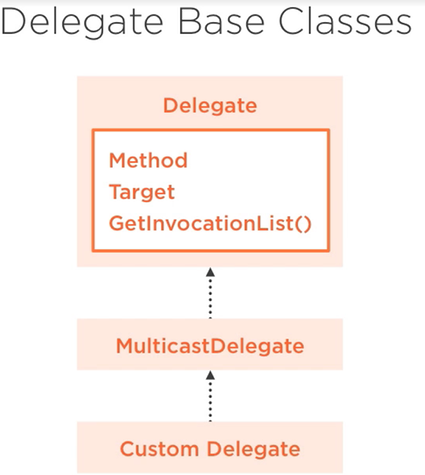 Delegate Base Classes
Delegate
Method
Target
GetInvocationList()
MulticastDelegate
Custom Delegate